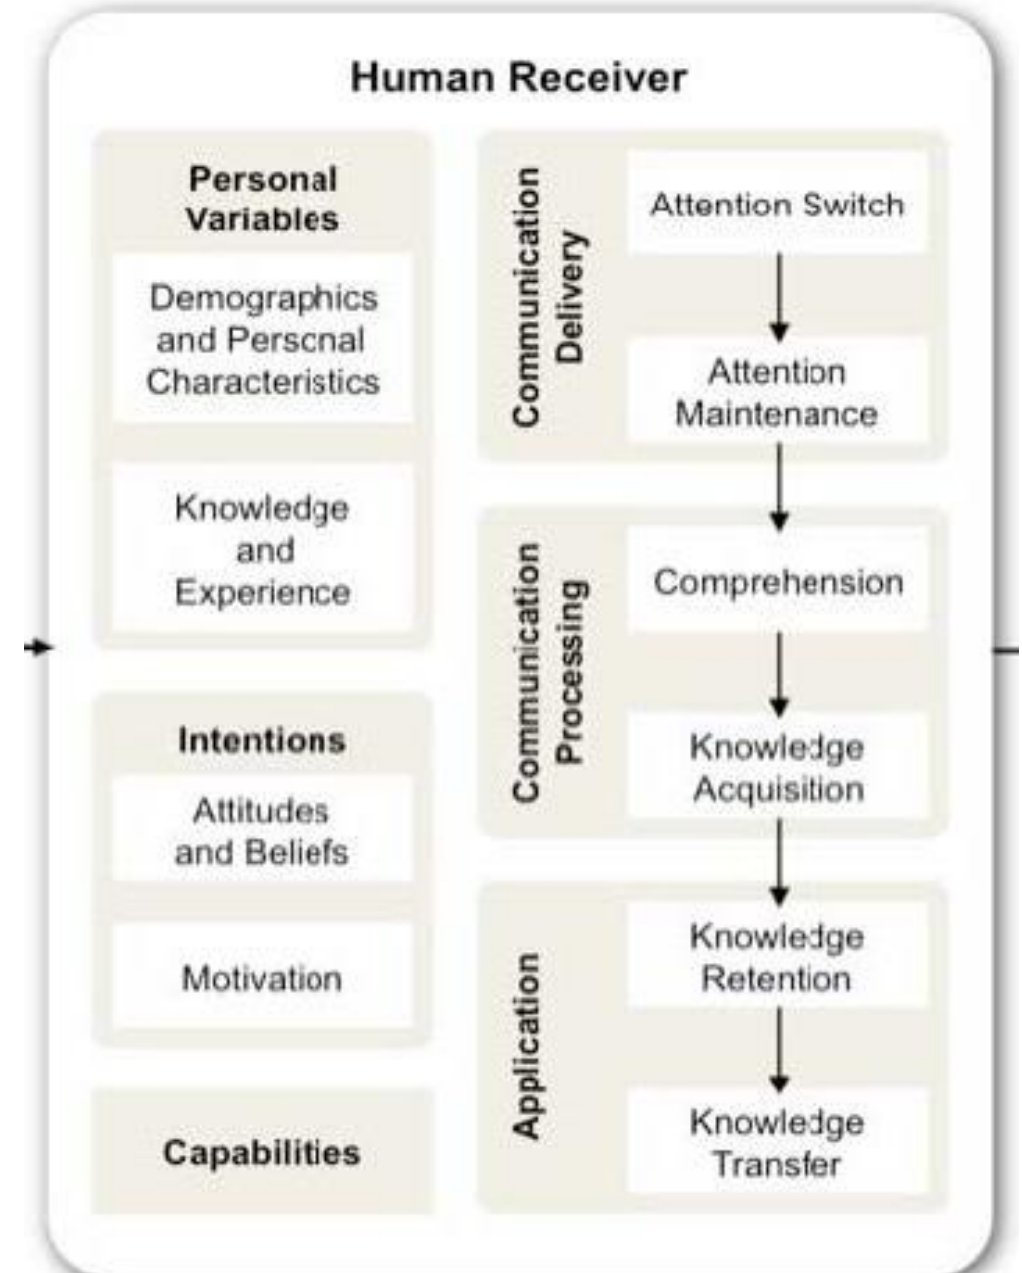 Human Receiver
Personal
Variables
Demographics
and Personal
Characteristics
Knowledge
and
Experience
Intentions
Attitudes
and Beliefs
Motivation
Capabilities
Communication
Delivery
Attention Switch
Attention
Maintenance
Communication
Processing
Comprehension
Knowledge
Acquisition
Application
Knowledge
Retention
Knowledge
Transfer